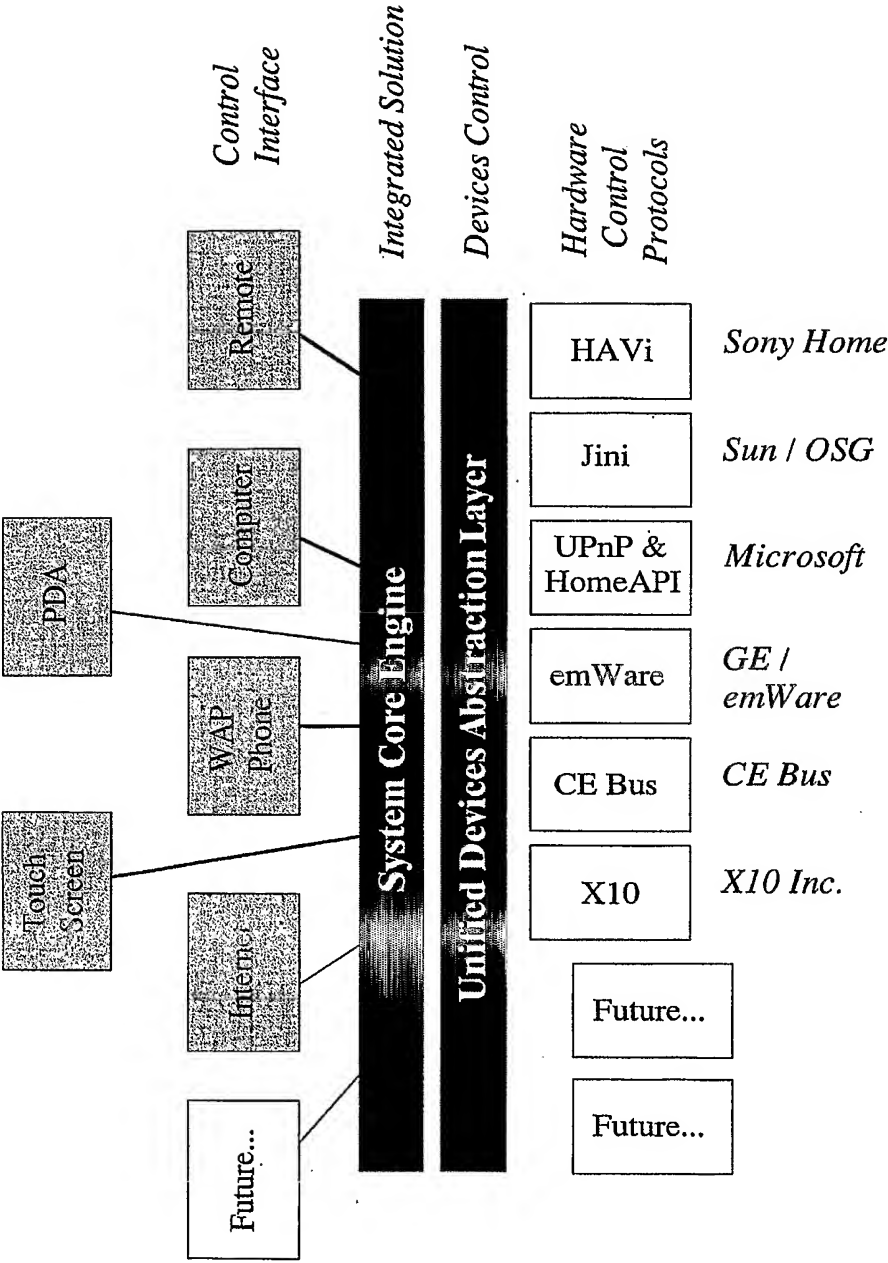 Touch
Screen
PDA
Future...
Internet
WAP
Phone
Computer
Remote
Control
Interface
System Core Engine
Integrated Solution
Unified Devices Abstraction Layer
Devices Control
Future...
Future...
X10
CE Bus
emWare
UPnP &
HomeAPI
Jini
HAVi
Hardware
Control
Protocols
X10 Inc.
CE Bus
GE /
emWare
Microsoft
Sun / OSG
Sony Home